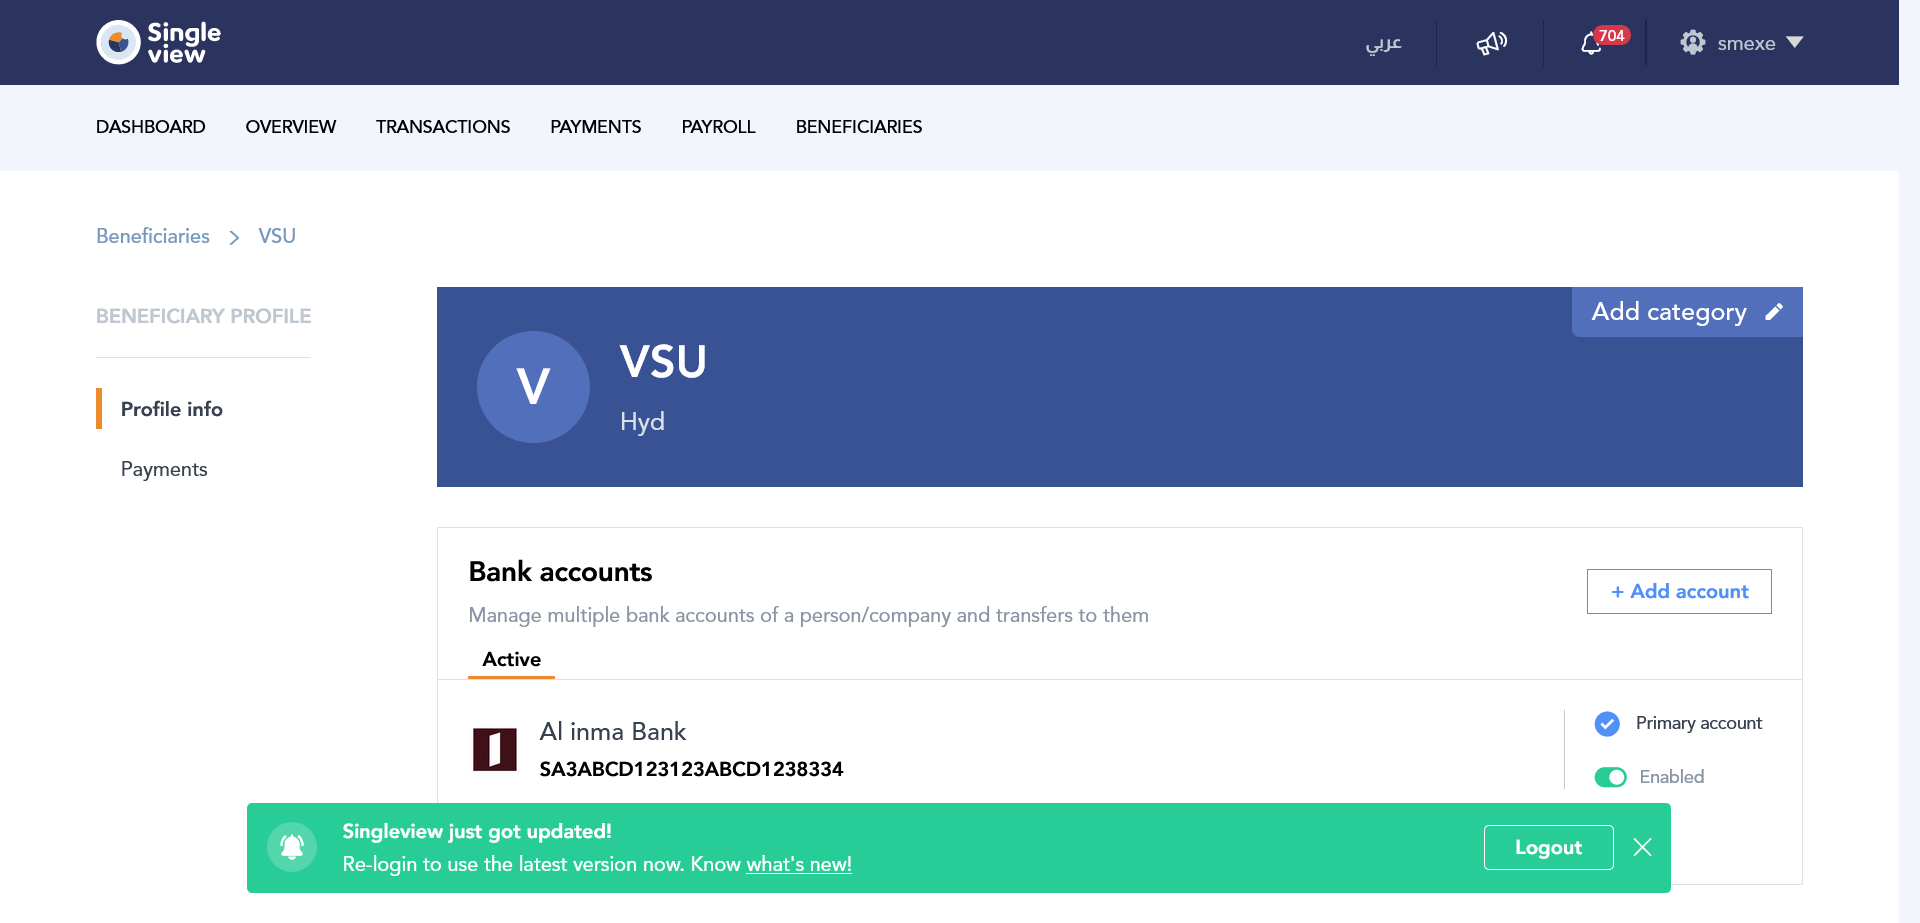 Single
view
عربي
704
smexe
DASHBOARD OVERVIEW TRANSACTIONS PAYMENTS PAYROLL BENEFICIARIES
Beneficiaries > VSU
BENEFICIARY PROFILE
Profile info
Payments
Add category
V
VSU
Hyd
Bank accounts
Manage multiple bank accounts of a person/company and transfers to them
+ Add account
Active
Al inma Bank
SA3ABCD123123ABCD1238334
Primary account
Enabled
Singleview just got updated!
Re-login to use the latest version now. Know what's new!
Logout